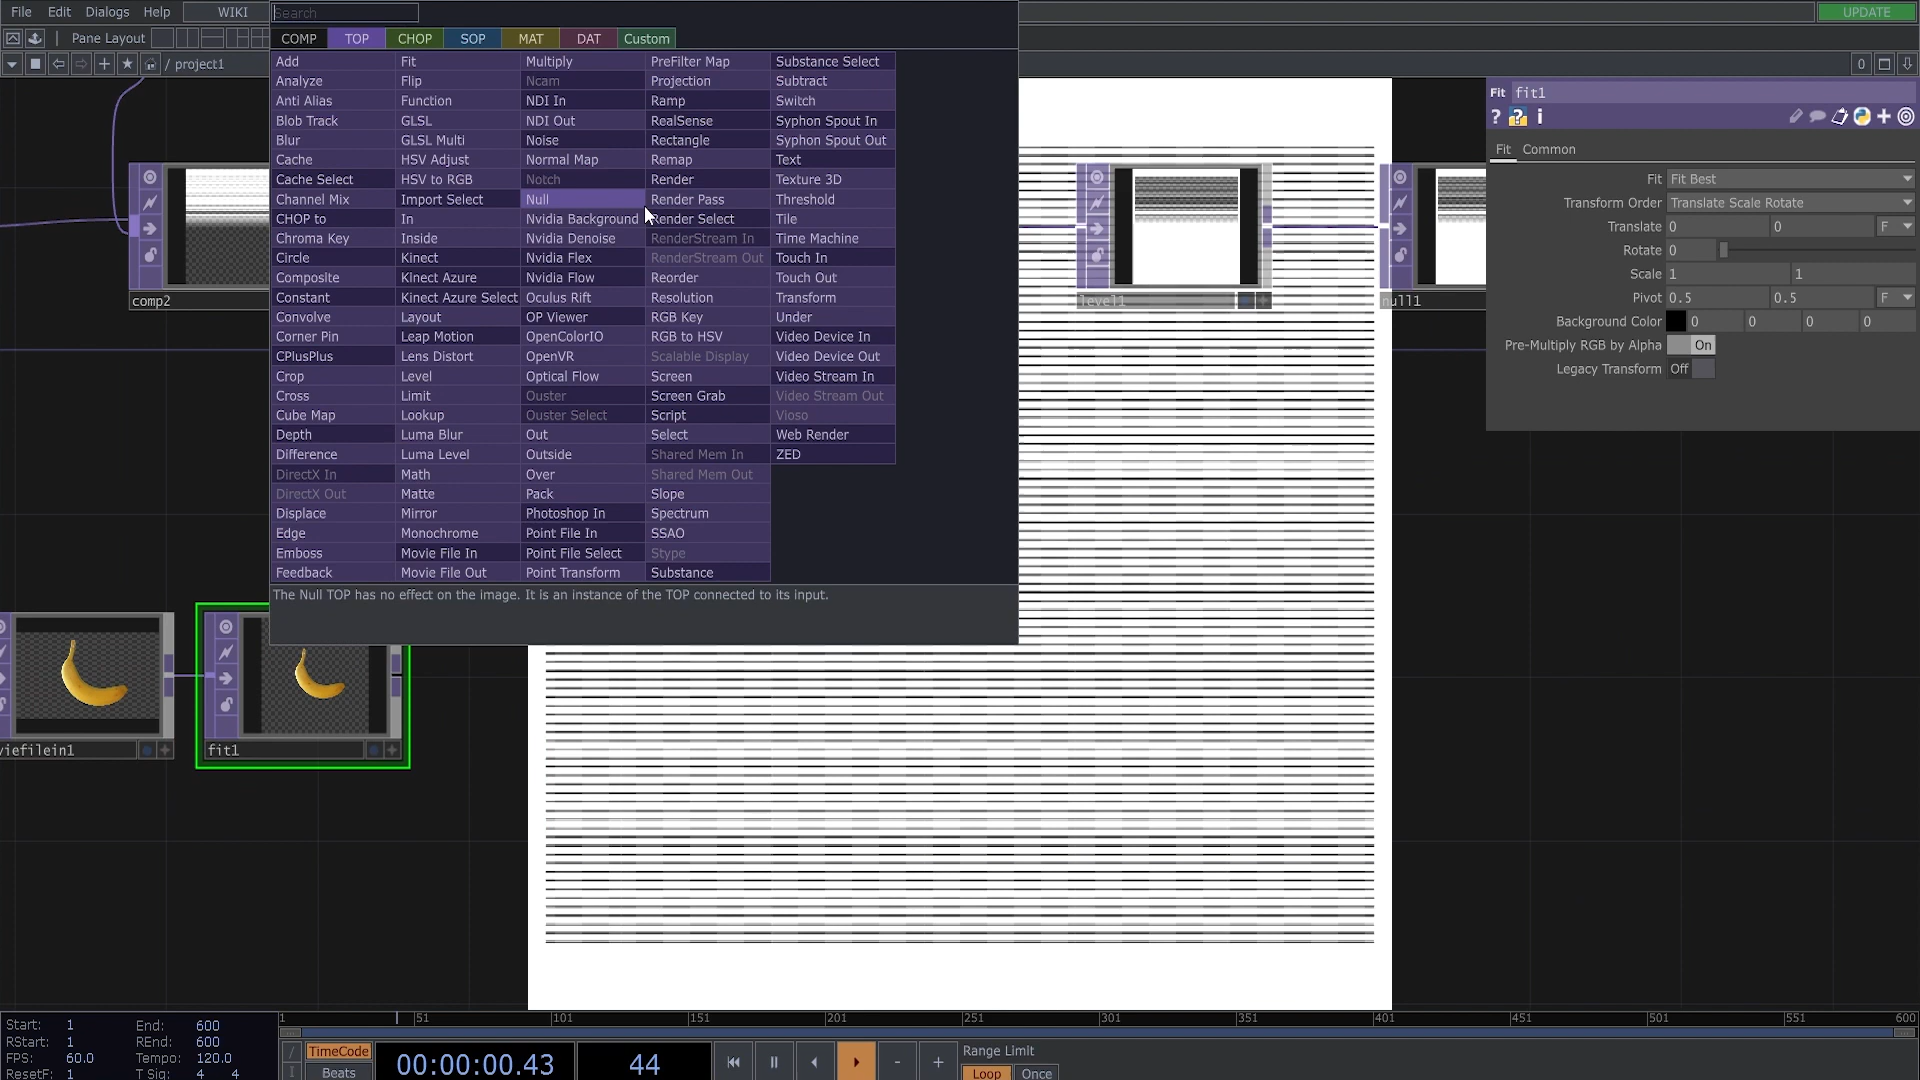 File Edit Dialogs Help WIKI Search UPDATE
COMP TOP CHOP SOP MAT DAT Custom
Pane Layout
/ project1
0
Add Fit Multiply PreFilter Map Substance Select
Analyze Flip Ncam Projection Subtract
Anti Alias Function NDI In Ramp Switch
Blob Track GLSL NDI Out RealSense Syphon Spout In
Blur GLSL Multi Noise Rectangle Syphon Spout Out
Cache HSV Adjust Normal Map Remap Text
Cache Select HSV to RGB Notch Render Texture 3D
Channel Mix Import Select Null Render Pass Threshold
CHOP to In Nvidia Background Render Select Tile
Chroma Key Inside Nvidia Denoise RenderStream In Time Machine
Circle Kinect Nvidia Flex RenderStream Out Touch In
Composite Kinect Azure Nvidia Flow Reorder Touch Out
Constant Kinect Azure Select Oculus Rift Resolution Transform
Convolve Layout OP Viewer RGB Key Under
Corner Pin Leap Motion OpenColorIO RGB to HSV Video Device In
CPlusPlus Lens Distort OpenVR Scalable Display Video Device Out
Crop Level Optical Flow Screen Video Stream In
Cross Limit Ouster Screen Grab Video Stream Out
Cube Map Lookup Ouster Select Script Vioso
Depth Luma Blur Out Select Web Render
Difference Luma Level Outside Shared Mem In ZED
DirectX In Math Over Shared Mem Out
DirectX Out Matte Pack Slope
Displace Mirror Photoshop In Spectrum
Edge Monochrome Point File In SSAO
Emboss Movie File In Point File Select Stype
Feedback Movie File Out Point Transform Substance
The Null TOP has no effect on the image. It is an instance of the TOP connected to its input.
comp2
level1
null1
viefilein1
fit1
Fit fit1
? ? i
Fit Common
Fit Fit Best
Transform Order Translate Scale Rotate
Translate 0 0 F
Rotate 0
Scale 1 1
Pivot 0.5 0.5 F
Background Color 0 0 0 0
Pre-Multiply RGB by Alpha On
Legacy Transform Off
1 51 101 151 201 251 301 351 401 451 501 551 600
Start: 1 End: 600
RStart: 1 REnd: 600
FPS: 60.0 Tempo: 120.0
ResetF: 1 T Sig: 4 4
/ TimeCode
I Beats
00:00:00.43
44
- +
Range Limit
Loop Once